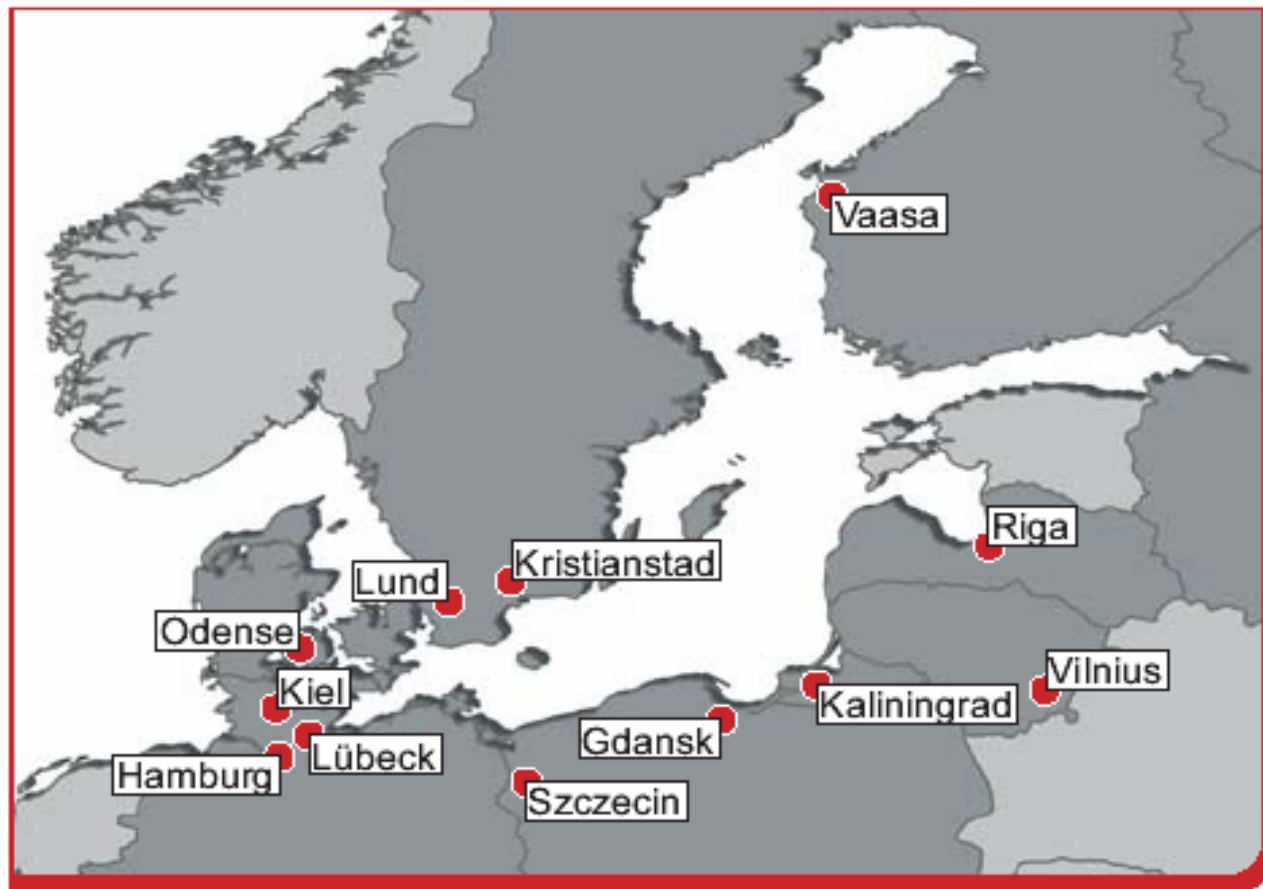 Vaasa
Riga
Kristianstad
Lund
Odense
Vilnius
Kiel
Kaliningrad
Gdansk
Lübeck
Hamburg
Szczecin